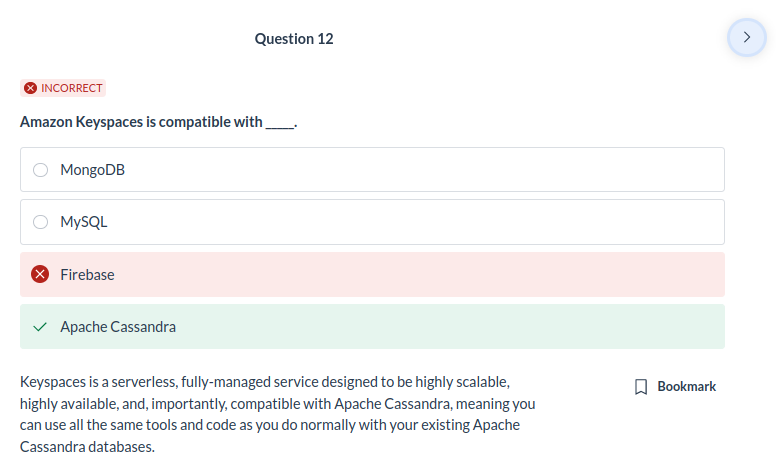 Question 12
INCORRECT
Amazon Keyspaces is compatible with _____.
MongoDB
MySQL
Firebase
Apache Cassandra
Keyspaces is a serverless, fully-managed service designed to be highly scalable,
highly available, and, importantly, compatible with Apache Cassandra, meaning you
can use all the same tools and code as you do normally with your existing Apache
Cassandra databases.
Bookmark